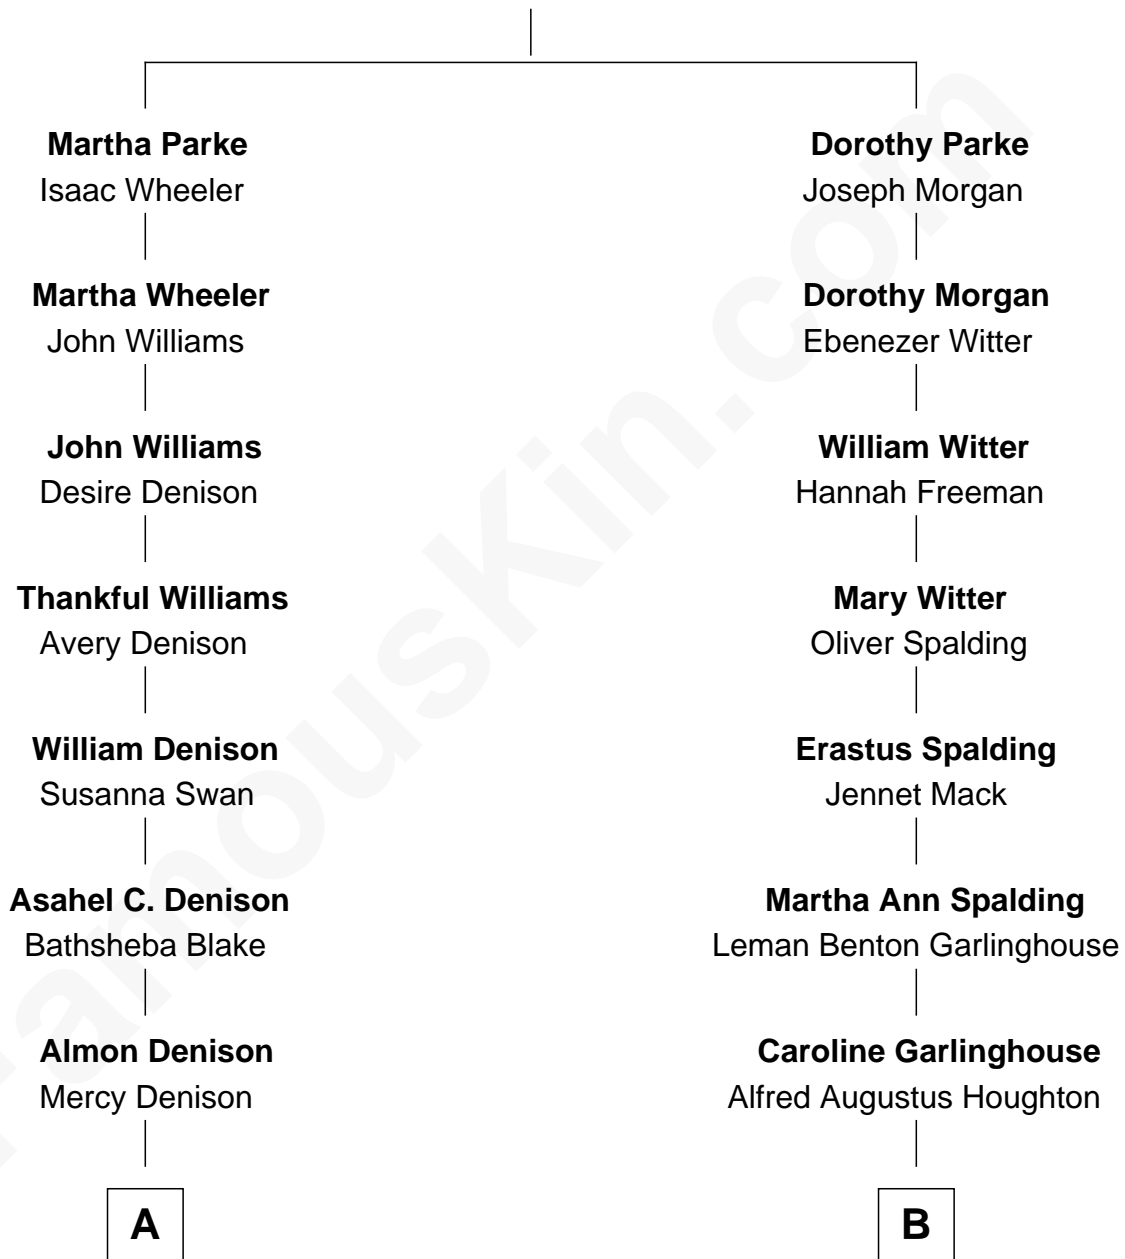 Martha Parke
Isaac Wheeler
Martha Wheeler
John Williams
John Williams
Desire Denison
Thankful Williams
Avery Denison
William Denison
Susanna Swan
Asahel C. Denison
Bathsheba Blake
Almon Denison
Mercy Denison
A
Dorothy Parke
Joseph Morgan
Dorothy Morgan
Ebenezer Witter
William Witter
Hannah Freeman
Mary Witter
Oliver Spalding
Erastus Spalding
Jennet Mack
Martha Ann Spalding
Leman Benton Garlinghouse
Caroline Garlinghouse
Alfred Augustus Houghton
B
FamousKin.com